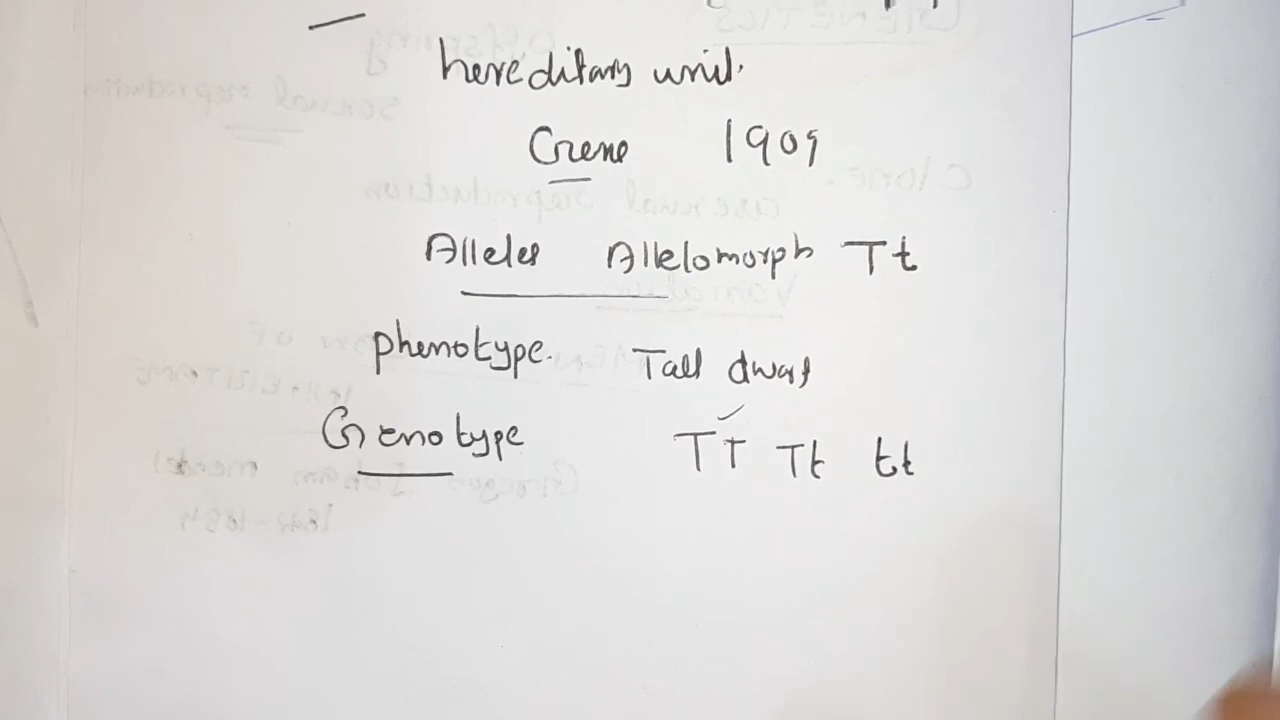 hereditary unit.
Gene 1909
Alleles Allelomorph Tt
phenotype. Tall dwarf
Genotype TT Tt tt